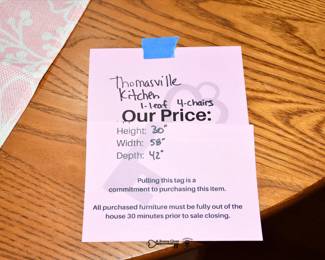 Thomasville
Kitchen
1-leaf 4-chairs
Our Price:
Height: 30"
Width: 58"
Depth: 42"
Pulling this tag is a
commitment to purchasing this item.
All purchased furniture must be fully out of the
house 30 minutes prior to sale closing.